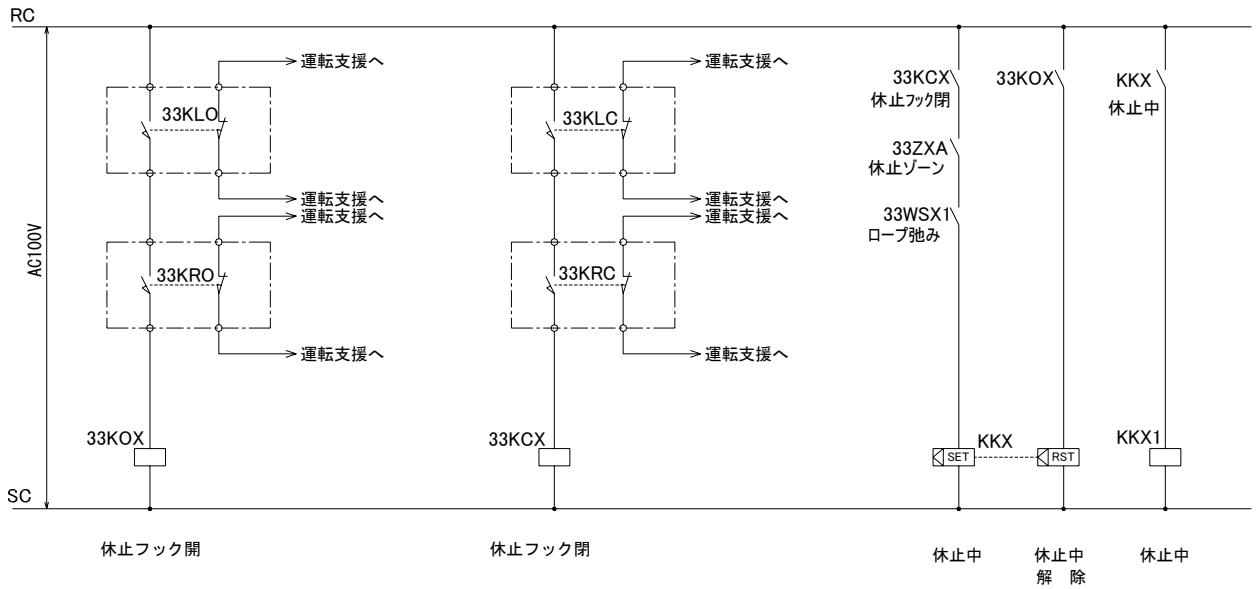 RC
AC100V
SC
運転支援へ
33KLO
運転支援へ
運転支援へ
33KRO
運転支援へ
33KOX
休止フック開
運転支援へ
33KLC
運転支援へ
運転支援へ
33KRC
運転支援へ
33KCX
休止フック閉
33KCX
休止フック閉
33ZXA
休止ゾーン
33WSX1
ロープ弛み
SET
KKX
休止中
33KOX
RST
休止中
解 除
KKX
休止中
KKX1
休止中